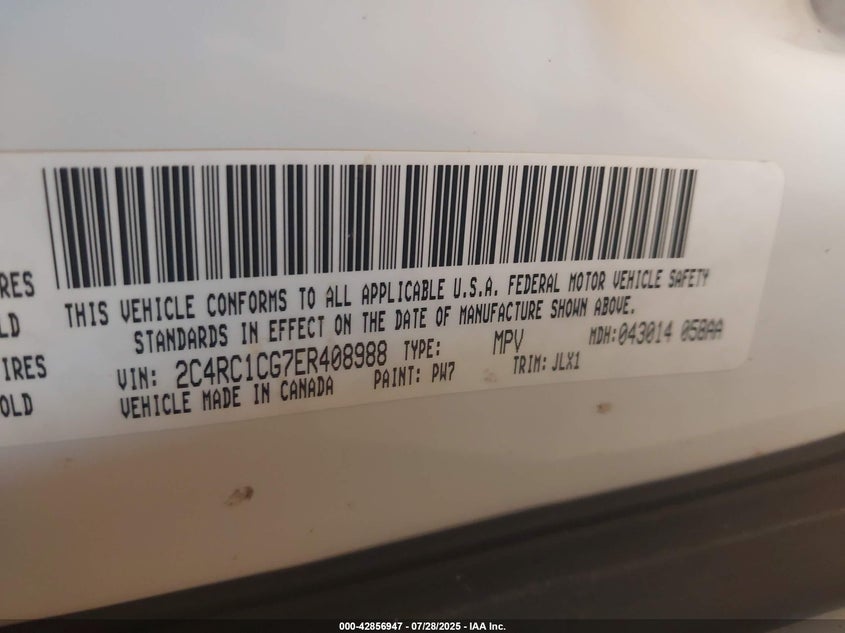 RES
LD
IRES
OLD
THIS VEHICLE CONFORMS TO ALL APPLICABLE U.S.A. FEDERAL MOTOR VEHICLE SAFETY
STANDARDS IN EFFECT ON THE DATE OF MANUFACTURE SHOWN ABOVE.
VIN: 2C4RC1CG7ER408988 TYPE: MPV MDH:043014 058AA
VEHICLE MADE IN CANADA PAINT: PW7 TRIM: JLX1
000-42856947 / 07/28/2025 - IAA Inc.